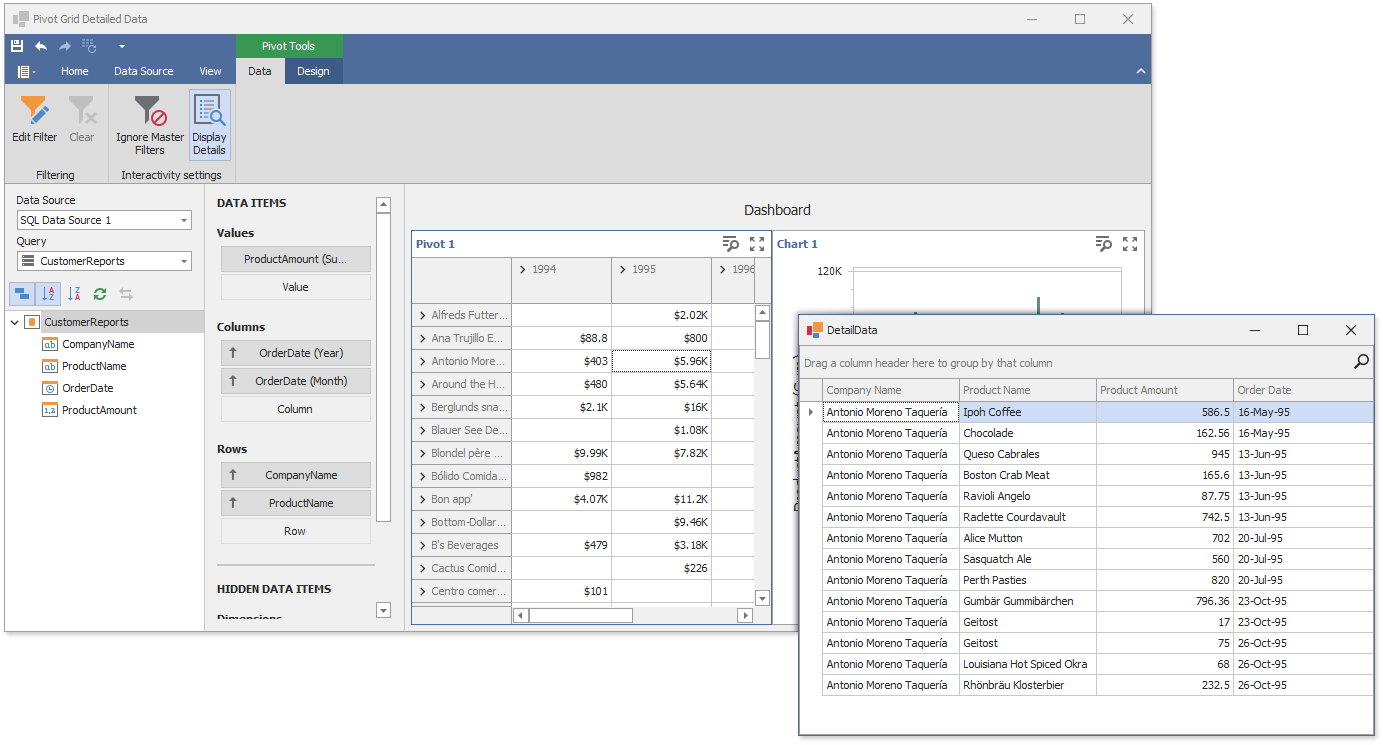 Pivot Grid Detailed Data
Pivot Tools
Home Data Source View Data Design
Edit Filter Clear Ignore Master Filters Display Details
Filtering Interactivity settings
Data Source
SQL Data Source 1
Query
CustomerReports
CustomerReports
CompanyName
ProductName
OrderDate
ProductAmount
DATA ITEMS
Values
ProductAmount (Su...
Value
Columns
OrderDate (Year)
OrderDate (Month)
Column
Rows
CompanyName
ProductName
Row
HIDDEN DATA ITEMS
Dimensions
Dashboard
Pivot 1
1994 1995 1996
Alfreds Futter... $2.02K
Ana Trujillo E... $88.8 $800
Antonio More... $403 $5.96K
Around the H... $480 $5.64K
Berglunds sna... $2.1K $16K
Blauer See De... $1.08K
Blondel père ... $9.99K $7.82K
Bólido Comida... $982
Bon app' $4.07K $11.2K
Bottom-Dollar... $9.46K
B's Beverages $479 $3.18K
Cactus Comid... $226
Centro comer... $101
Chart 1
120K
DetailData
Drag a column header here to group by that column
Company Name Product Name Product Amount Order Date
Antonio Moreno Taquería Ipoh Coffee 586.5 16-May-95
Antonio Moreno Taquería Chocolade 162.56 16-May-95
Antonio Moreno Taquería Queso Cabrales 945 13-Jun-95
Antonio Moreno Taquería Boston Crab Meat 165.6 13-Jun-95
Antonio Moreno Taquería Ravioli Angelo 87.75 13-Jun-95
Antonio Moreno Taquería Raclette Courdavault 742.5 13-Jun-95
Antonio Moreno Taquería Alice Mutton 702 20-Jul-95
Antonio Moreno Taquería Sasquatch Ale 560 20-Jul-95
Antonio Moreno Taquería Perth Pasties 820 20-Jul-95
Antonio Moreno Taquería Gumbär Gummibärchen 796.36 23-Oct-95
Antonio Moreno Taquería Geitost 17 23-Oct-95
Antonio Moreno Taquería Geitost 75 26-Oct-95
Antonio Moreno Taquería Louisiana Hot Spiced Okra 68 26-Oct-95
Antonio Moreno Taquería Rhönbräu Klosterbier 232.5 26-Oct-95